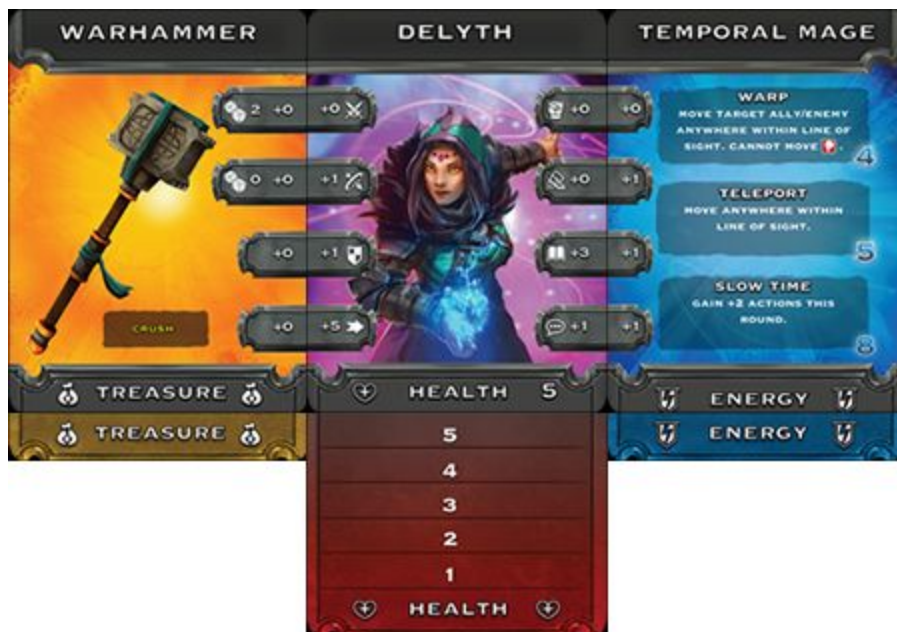 WARHAMMER
DELYTH
TEMPORAL MAGE
2 +0 +0
0 +0 +1
+0 +1
+0 +5
CRUSH
+0 +0
+0 +1
+3 +1
+1 +1
WARP
MOVE TARGET ALLY/ENEMY
ANYWHERE WITHIN LINE OF
SIGHT. CANNOT MOVE .
4
TELEPORT
MOVE ANYWHERE WITHIN
LINE OF SIGHT.
5
SLOW TIME
GAIN +2 ACTIONS THIS
ROUND.
8
TREASURE
HEALTH 5
ENERGY
TREASURE
ENERGY
5
4
3
2
1
HEALTH